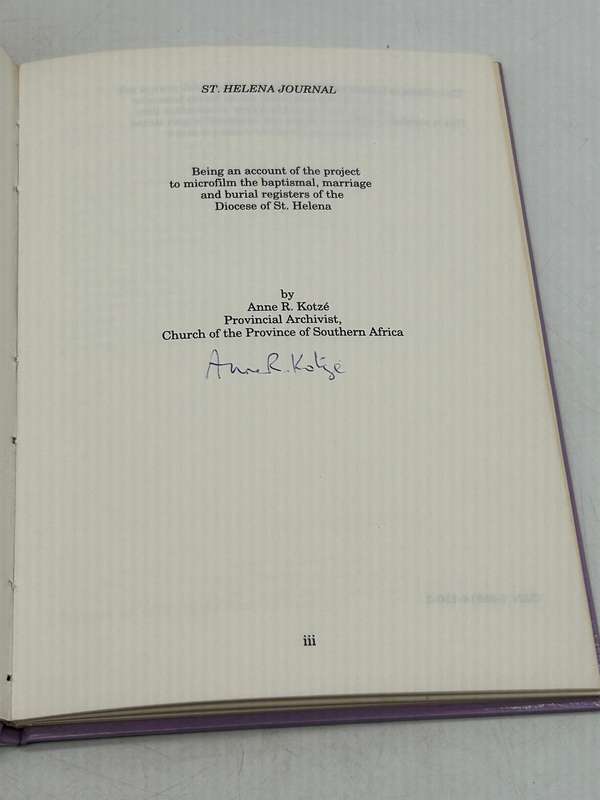 ST. HELENA JOURNAL
Being an account of the project
to microfilm the baptismal, marriage
and burial registers of the
Diocese of St. Helena
by
Anne R. Kotzé
Provincial Archivist,
Church of the Province of Southern Africa
Anne R. Kotzé
iii